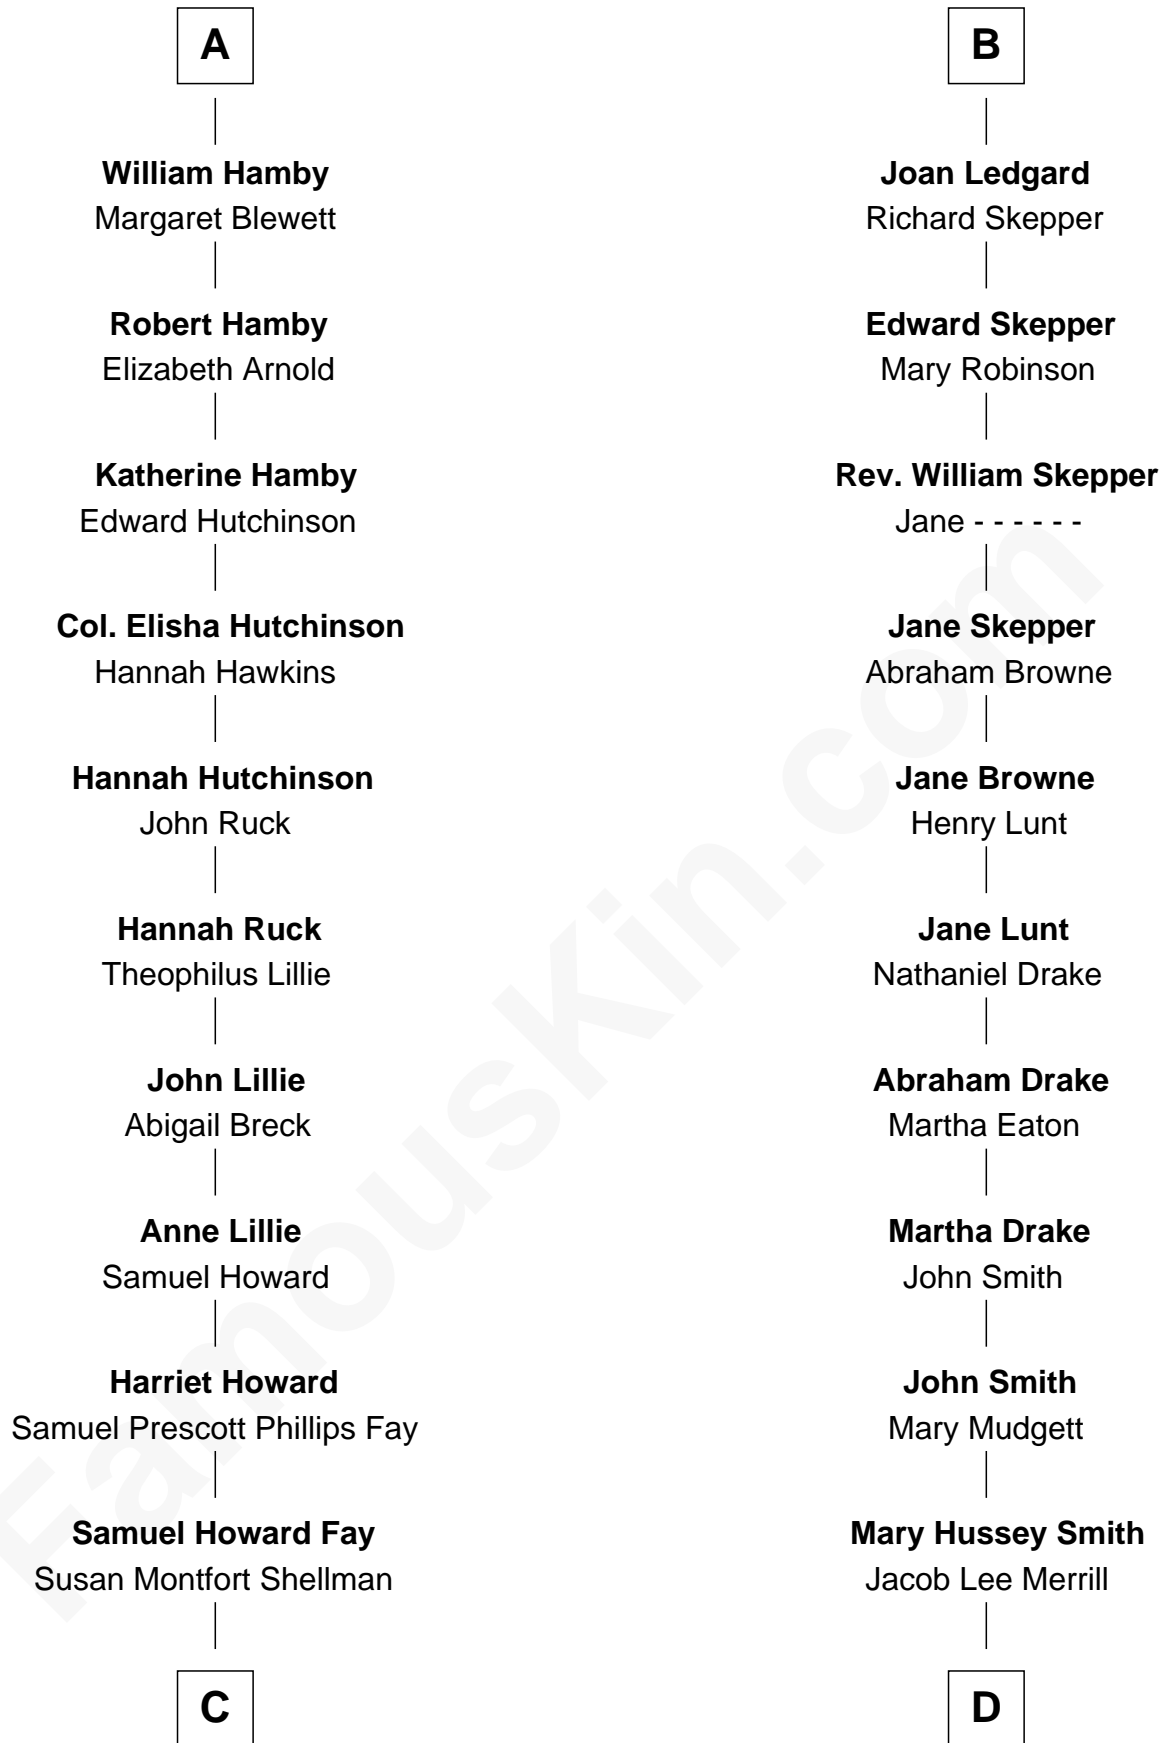 A
William Hamby
Margaret Blewett
Robert Hamby
Elizabeth Arnold
Katherine Hamby
Edward Hutchinson
Col. Elisha Hutchinson
Hannah Hawkins
Hannah Hutchinson
John Ruck
Hannah Ruck
Theophilus Lillie
John Lillie
Abigail Breck
Anne Lillie
Samuel Howard
Harriet Howard
Samuel Prescott Phillips Fay
Samuel Howard Fay
Susan Montfort Shellman
C
B
Joan Ledgard
Richard Skepper
Edward Skepper
Mary Robinson
Rev. William Skepper
Jane - - - - - -
Jane Skepper
Abraham Browne
Jane Browne
Henry Lunt
Jane Lunt
Nathaniel Drake
Abraham Drake
Martha Eaton
Martha Drake
John Smith
John Smith
Mary Mudgett
Mary Hussey Smith
Jacob Lee Merrill
D
FamousKin.com